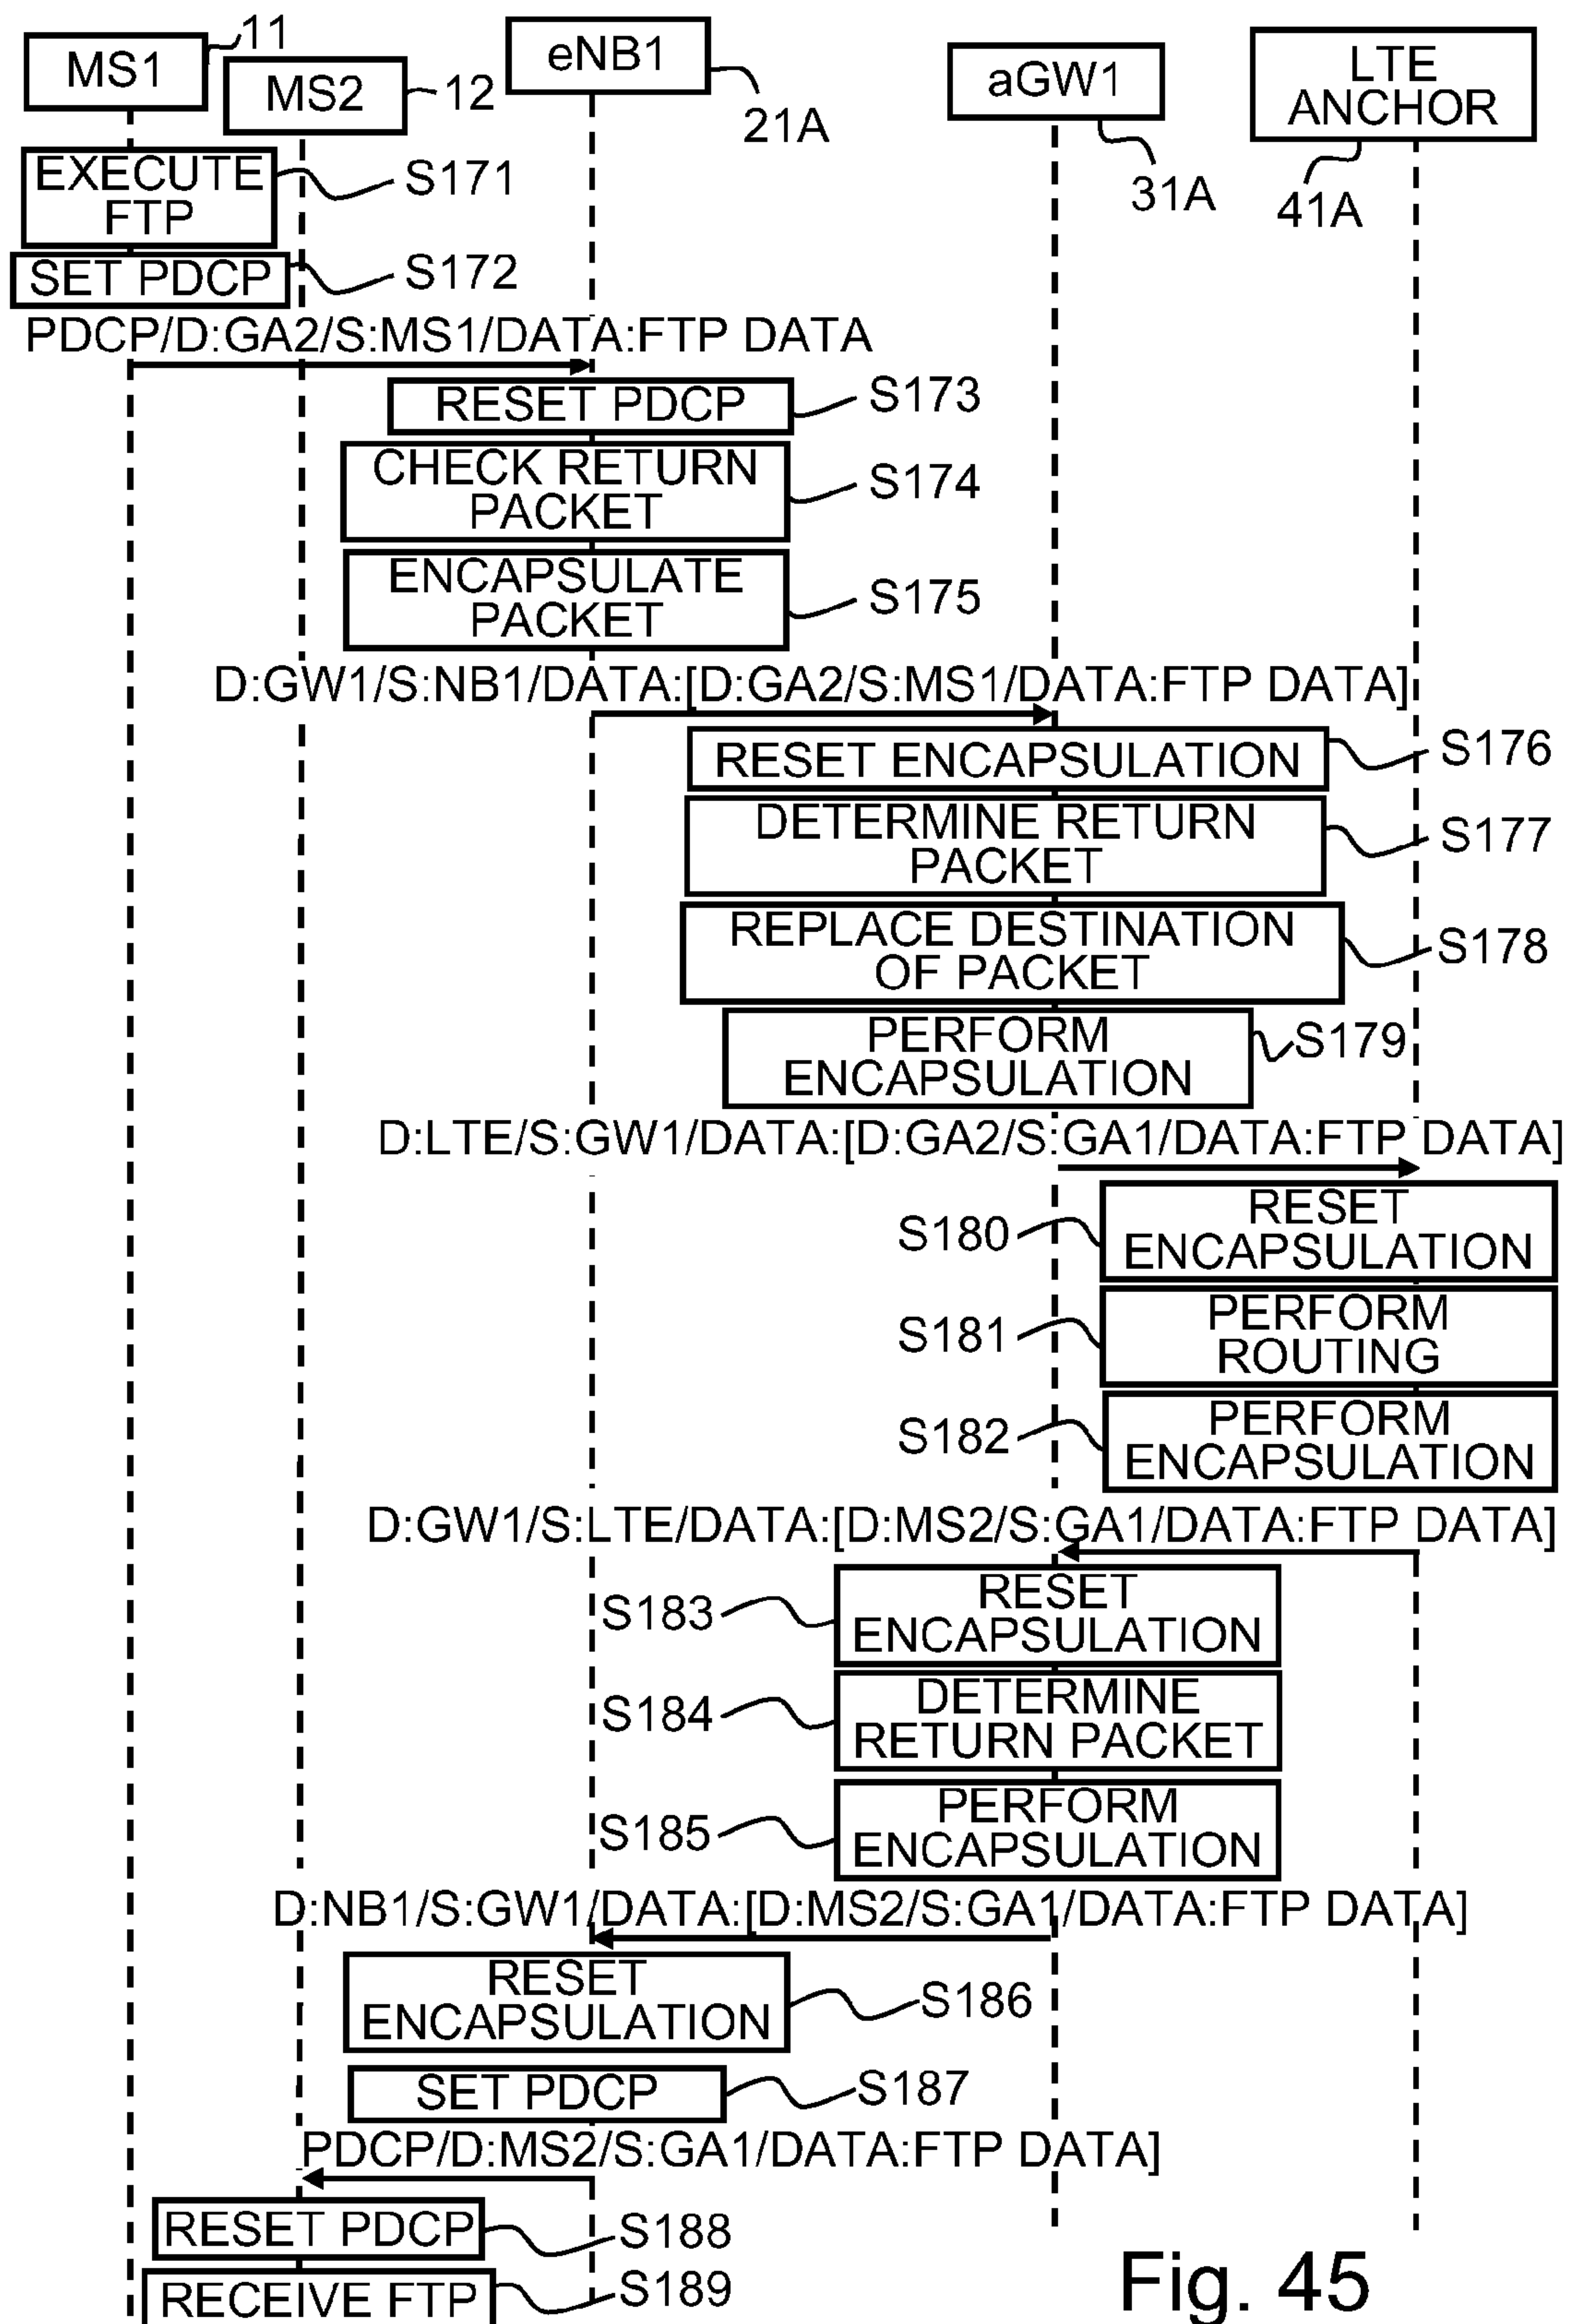 MS1
11
MS2
12
eNB1
21A
aGW1
31A
LTE
ANCHOR
41A
EXECUTE
FTP
S171
SET PDCP
S172
PDCP/D:GA2/S:MS1/DATA:FTP DATA
RESET PDCP
S173
CHECK RETURN
PACKET
S174
ENCAPSULATE
PACKET
S175
D:GW1/S:NB1/DATA:[D:GA2/S:MS1/DATA:FTP DATA]
RESET ENCAPSULATION
S176
DETERMINE RETURN
PACKET
S177
REPLACE DESTINATION
OF PACKET
S178
PERFORM
ENCAPSULATION
S179
D:LTE/S:GW1/DATA:[D:GA2/S:GA1/DATA:FTP DATA]
S180
RESET
ENCAPSULATION
S181
PERFORM
ROUTING
S182
PERFORM
ENCAPSULATION
D:GW1/S:LTE/DATA:[D:MS2/S:GA1/DATA:FTP DATA]
S183
RESET
ENCAPSULATION
S184
DETERMINE
RETURN PACKET
S185
PERFORM
ENCAPSULATION
D:NB1/S:GW1/DATA:[D:MS2/S:GA1/DATA:FTP DATA]
RESET
ENCAPSULATION
S186
SET PDCP
S187
PDCP/D:MS2/S:GA1/DATA:FTP DATA]
RESET PDCP
S188
RECEIVE FTP
S189
Fig. 45